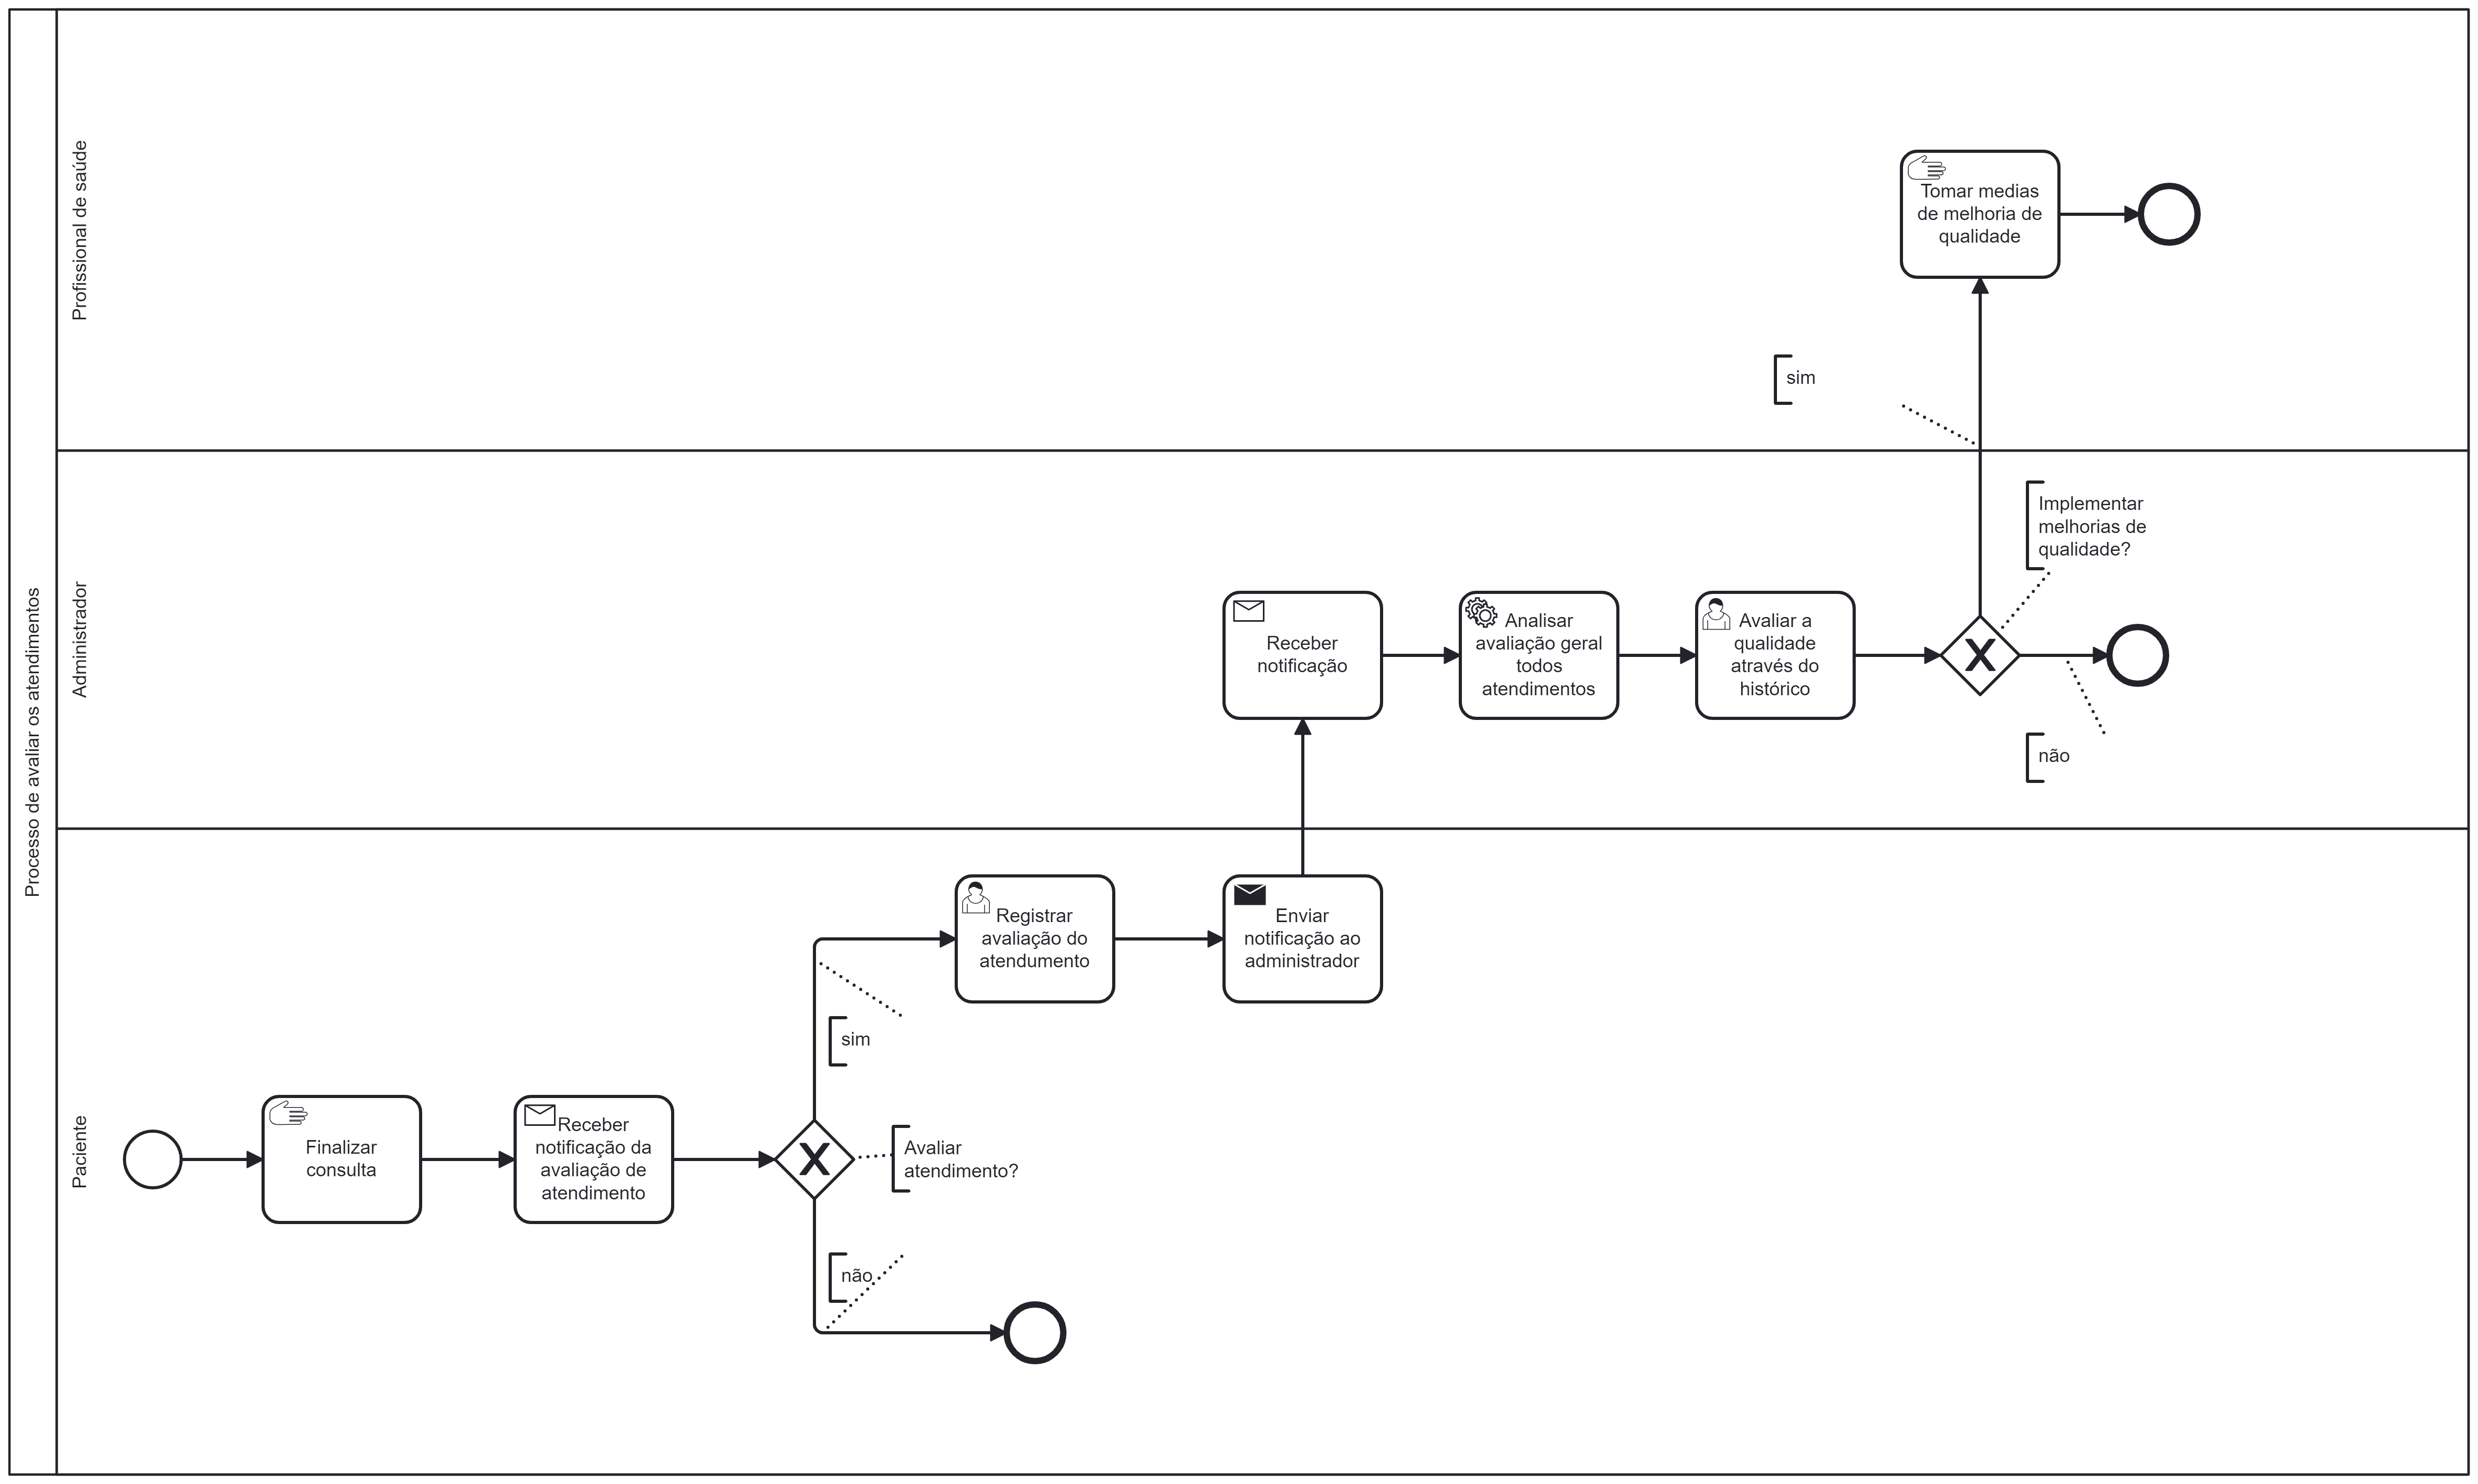 Processo de avaliar os atendimentos
Profissional de saúde
Tomar medias
de melhoria de
qualidade
sim
Administrador
Implementar
melhorias de
qualidade?
Receber
notificação
Analisar
avaliação geral
todos
atendimentos
Avaliar a
qualidade
através do
histórico
não
Paciente
Registrar
avaliação do
atendumento
Enviar
notificação ao
administrador
sim
Finalizar
consulta
Receber
notificação da
avaliação de
atendimento
Avaliar
atendimento?
não